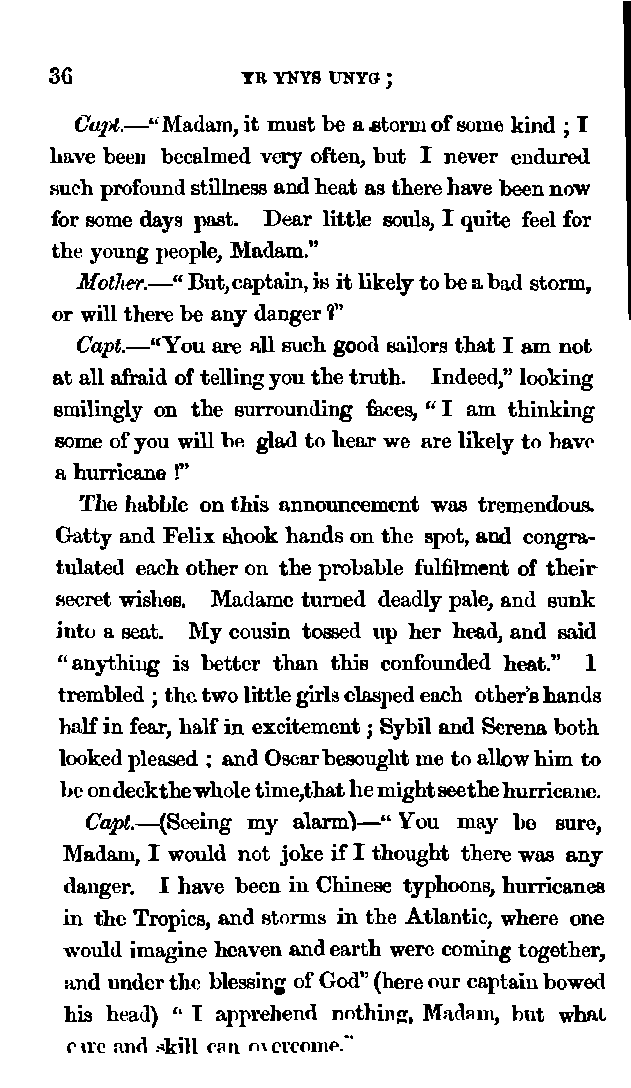 36 YR YNYS UNYG ;
Capt.—“Madam, it must be a storm of some kind ; I
have been becalmed very often, but I never endured
such profound stillness and heat as there have been now
for some days past. Dear little souls, I quite feel for
the young people, Madam.”
Mother.—“ But, captain, is it likely to be a bad storm,
or will there be any danger ?”
Capt.—“You are all such good sailors that I am not
at all afraid of telling you the truth. Indeed,” looking
smilingly on the surrounding faces, “ I am thinking
some of you will be glad to hear we are likely to have
a hurricane !”
The habble on this announcement was tremendous.
Gatty and Felix shook hands on the spot, and congra-
tulated each other on the probable fulfilment of their
secret wishes. Madame turned deadly pale, and sunk
into a seat. My cousin tossed up her head, and said
“anything is better than this confounded heat.” I
trembled ; the two little girls clasped each other's hands
half in fear, half in excitement ; Sybil and Serena both
looked pleased ; and Oscar besought me to allow him to
be on deck the whole time, that he might see the hurricane.
Capt.—(Seeing my alarm)—“ You may be sure,
Madam, I would not joke if I thought there was any
danger. I have been in Chinese typhoons, hurricanes
in the Tropics, and storms in the Atlantic, where one
would imagine heaven and earth were coming together,
and under the blessing of God” (here our captain bowed
his head) “ I apprehend nothing, Madam, but what
care and skill can overcome.”